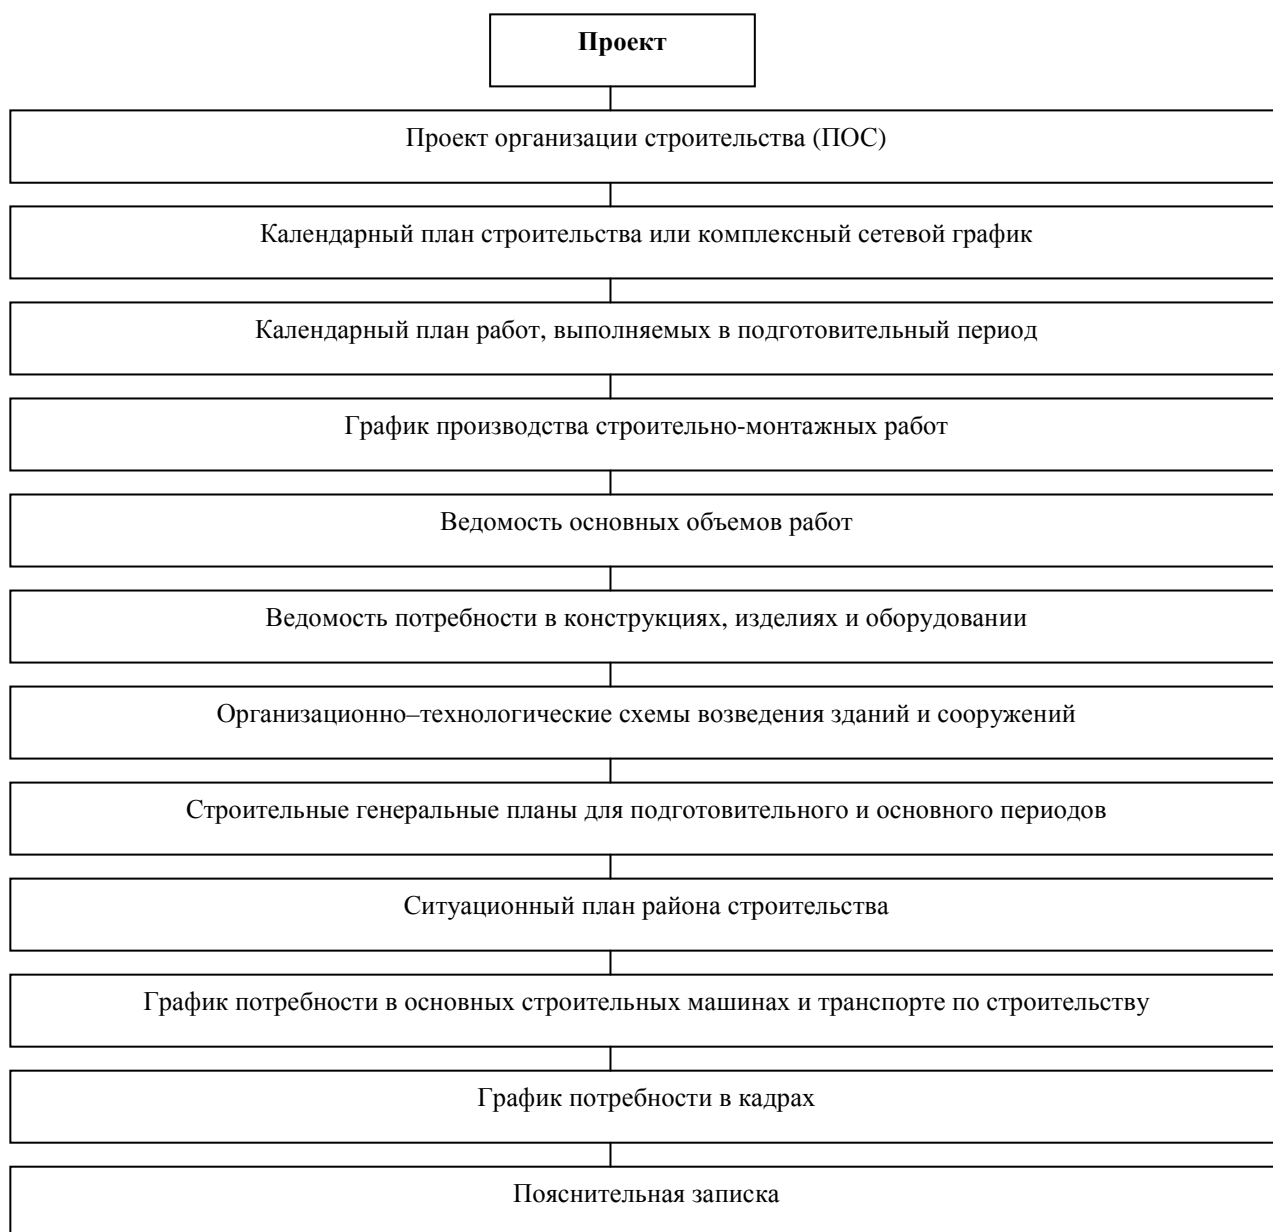 Проект
Проект организации строительства (ПОС)
Календарный план строительства или комплексный сетевой график
Календарный план работ, выполняемых в подготовительный период
График производства строительно-монтажных работ
Ведомость основных объемов работ
Ведомость потребности в конструкциях, изделиях и оборудовании
Организационно–технологические схемы возведения зданий и сооружений
Строительные генеральные планы для подготовительного и основного периодов
Ситуационный план района строительства
График потребности в основных строительных машинах и транспорте по строительству
График потребности в кадрах
Пояснительная записка